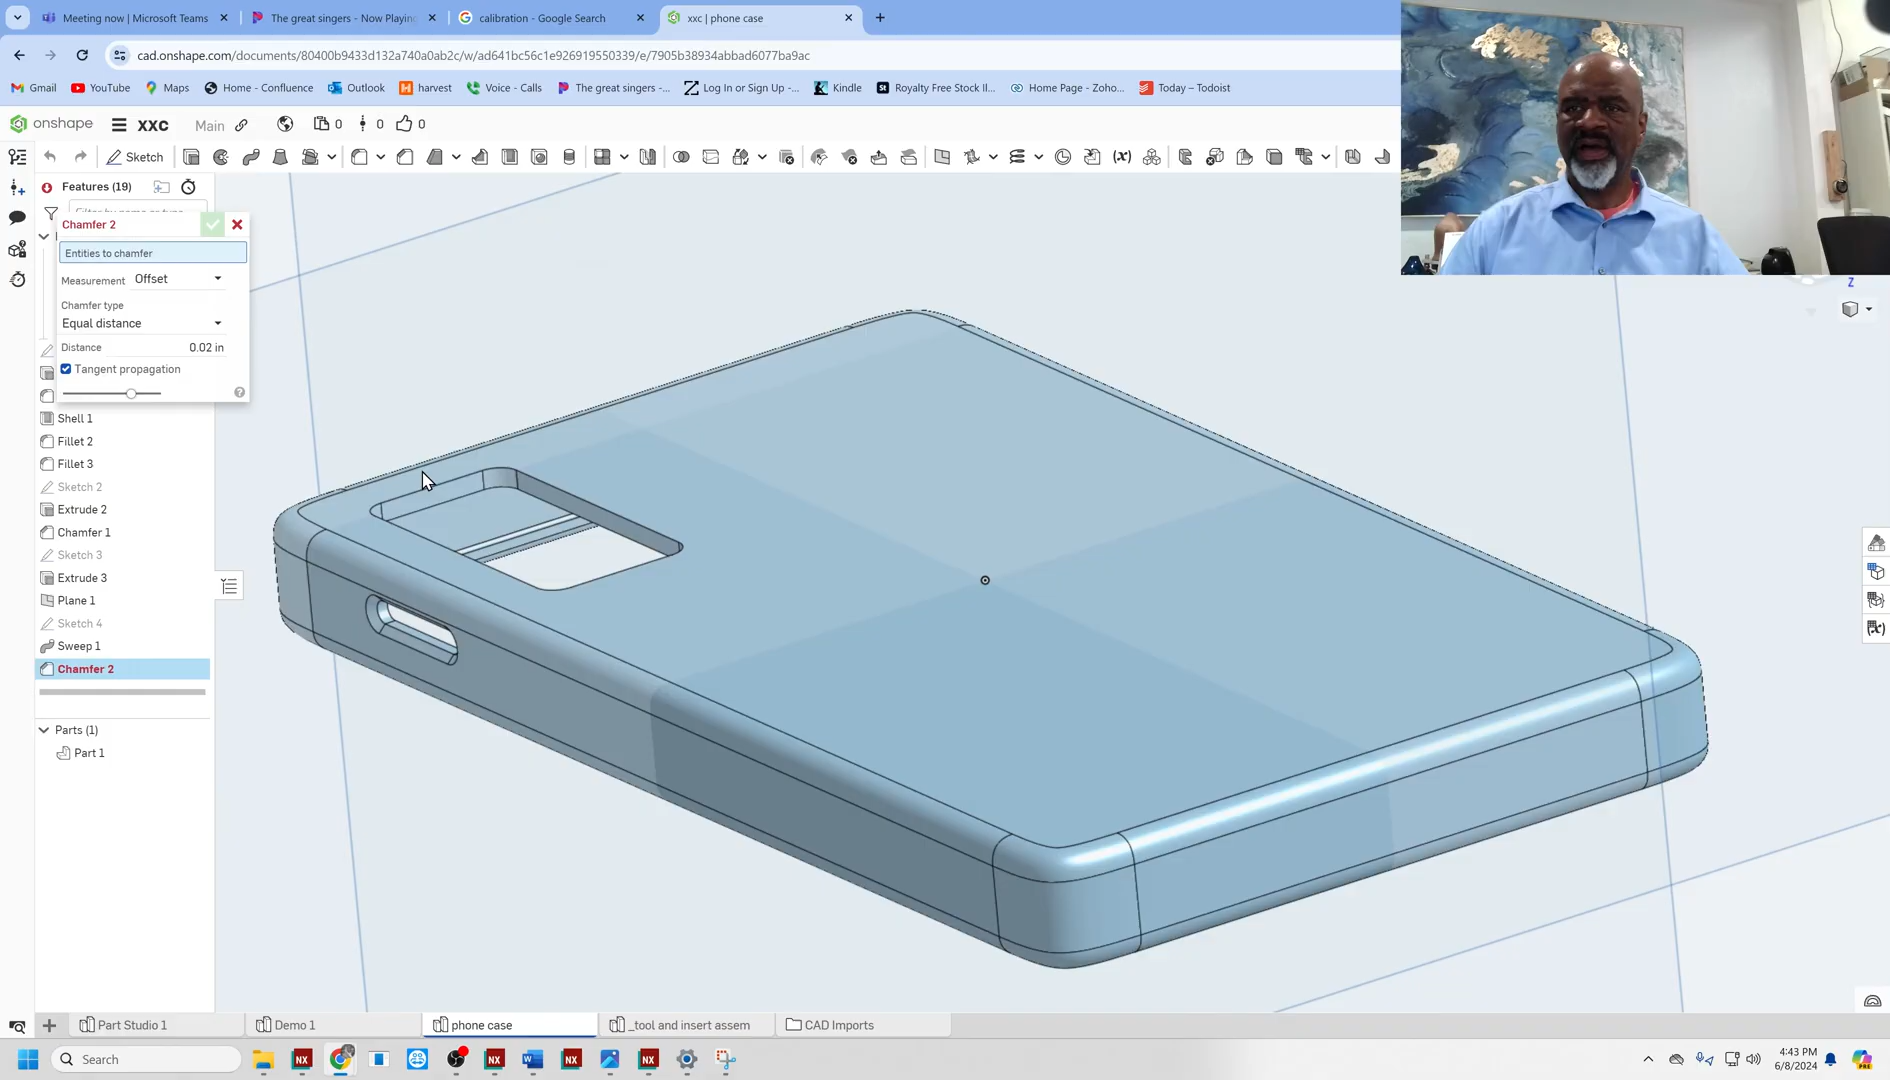 Meeting now | Microsoft Teams
The great singers - Now Playing
calibration - Google Search
xxc | phone case
cad.onshape.com/documents/80400b9433d132a740a0ab2c/w/ad641bc56c1e926919550339/e/7905b38934abbad6077ba9ac
Gmail YouTube Maps Home - Confluence Outlook harvest Voice - Calls The great singers -... Log In or Sign Up -... Kindle Royalty Free Stock Il... Home Page - Zoho... Today – Todoist
onshape XXC Main 0 0 0
Sketch
Features (19)
Chamfer 2
Entities to chamfer
Measurement Offset
Chamfer type
Equal distance
Distance 0.02 in
Tangent propagation
Shell 1
Fillet 2
Fillet 3
Sketch 2
Extrude 2
Chamfer 1
Sketch 3
Extrude 3
Plane 1
Sketch 4
Sweep 1
Chamfer 2
Parts (1)
Part 1
Z
Part Studio 1
Demo 1
phone case
_tool and insert assem
CAD Imports
Search
4:43 PM
6/8/2024